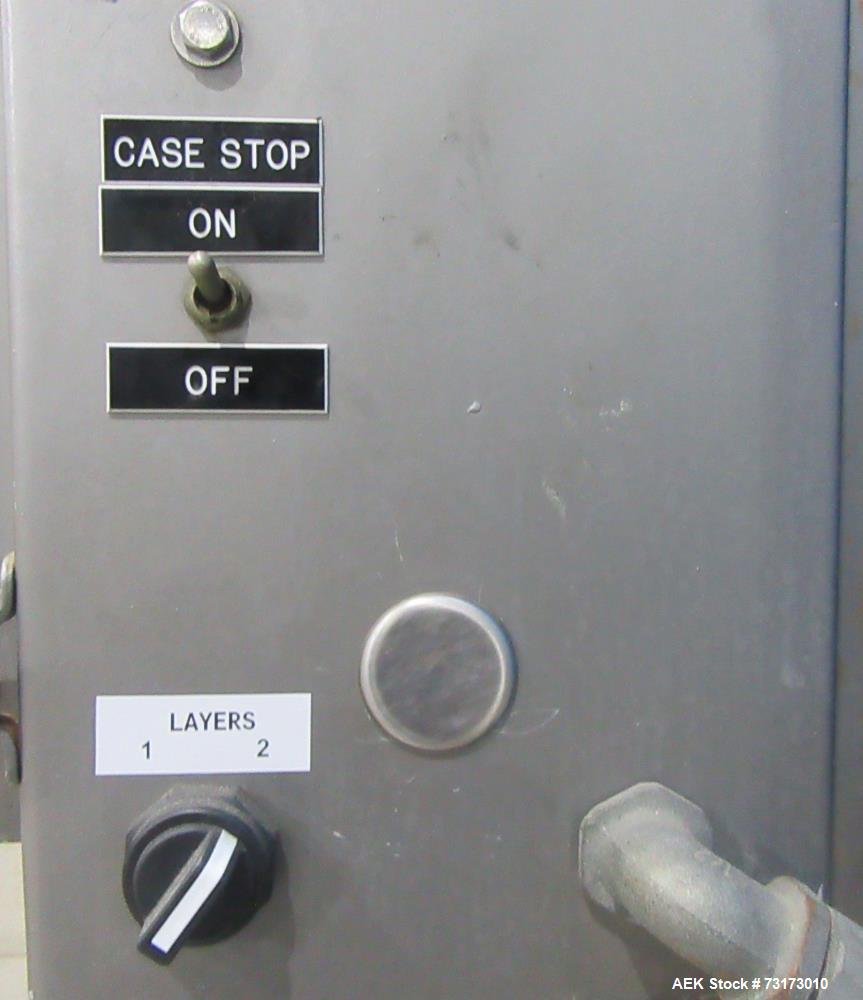 CASE STOP
ON
OFF
LAYERS
1 2
AEK Stock # 73173010